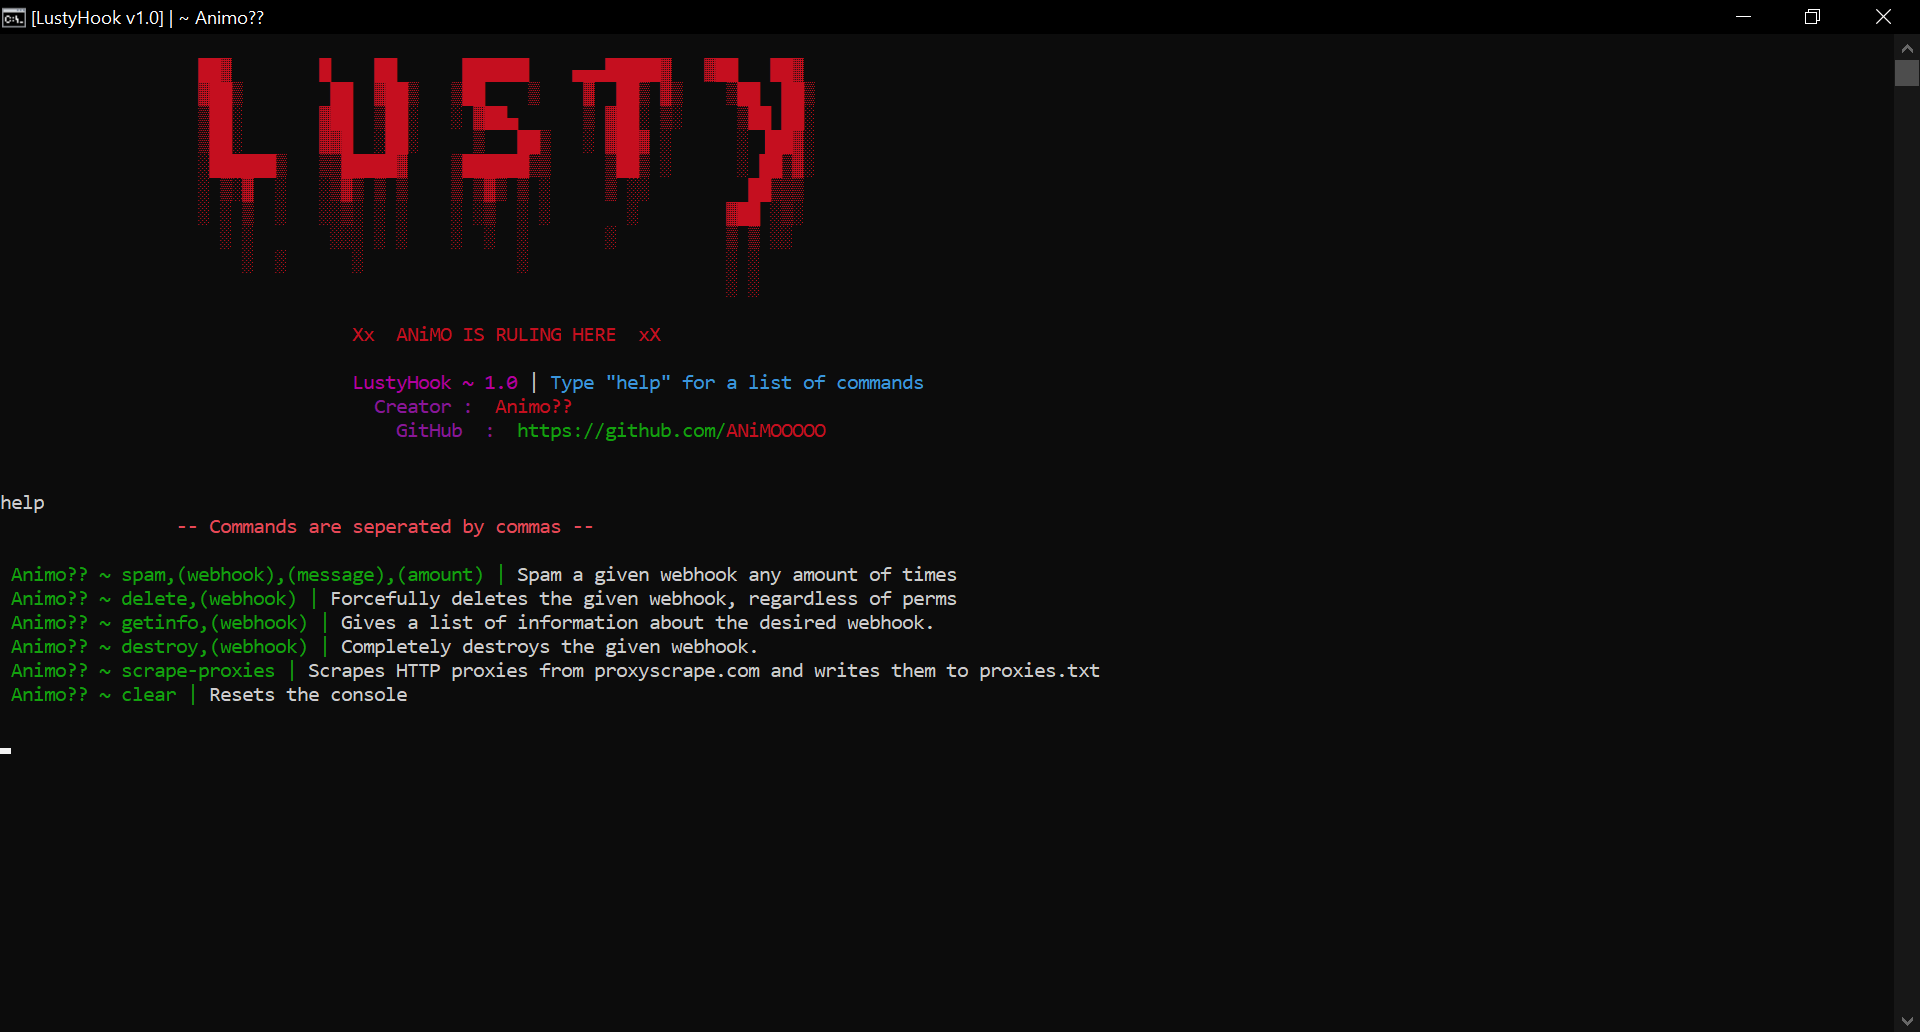 [LustyHook v1.0] | ~ Animo??
LUSTY
Xx  ANiMO IS RULING HERE  xX
LustyHook ~ 1.0 | Type "help" for a list of commands
Creator :  Animo??
GitHub  :  https://github.com/ANiMOOOOO
help
-- Commands are seperated by commas --
Animo?? ~ spam,(webhook),(message),(amount) | Spam a given webhook any amount of times
Animo?? ~ delete,(webhook) | Forcefully deletes the given webhook, regardless of perms
Animo?? ~ getinfo,(webhook) | Gives a list of information about the desired webhook.
Animo?? ~ destroy,(webhook) | Completely destroys the given webhook.
Animo?? ~ scrape-proxies | Scrapes HTTP proxies from proxyscrape.com and writes them to proxies.txt
Animo?? ~ clear | Resets the console